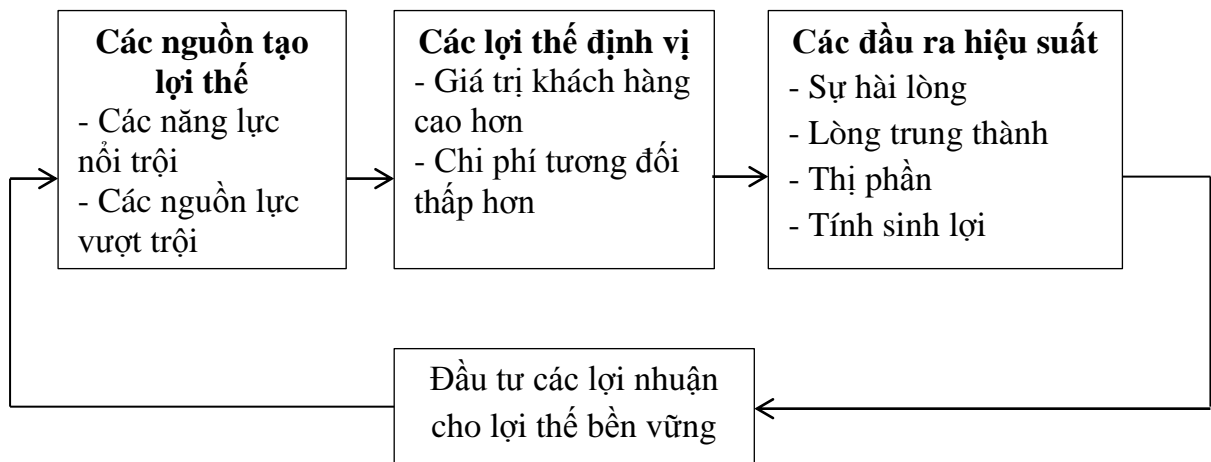 Các nguồn tạo
lợi thế
- Các năng lực
nổi trội
- Các nguồn lực
vượt trội
Các lợi thế định vị
- Giá trị khách hàng
cao hơn
- Chi phí tương đối
thấp hơn
Các đầu ra hiệu suất
- Sự hài lòng
- Lòng trung thành
- Thị phần
- Tính sinh lợi
Đầu tư các lợi nhuận
cho lợi thế bền vững